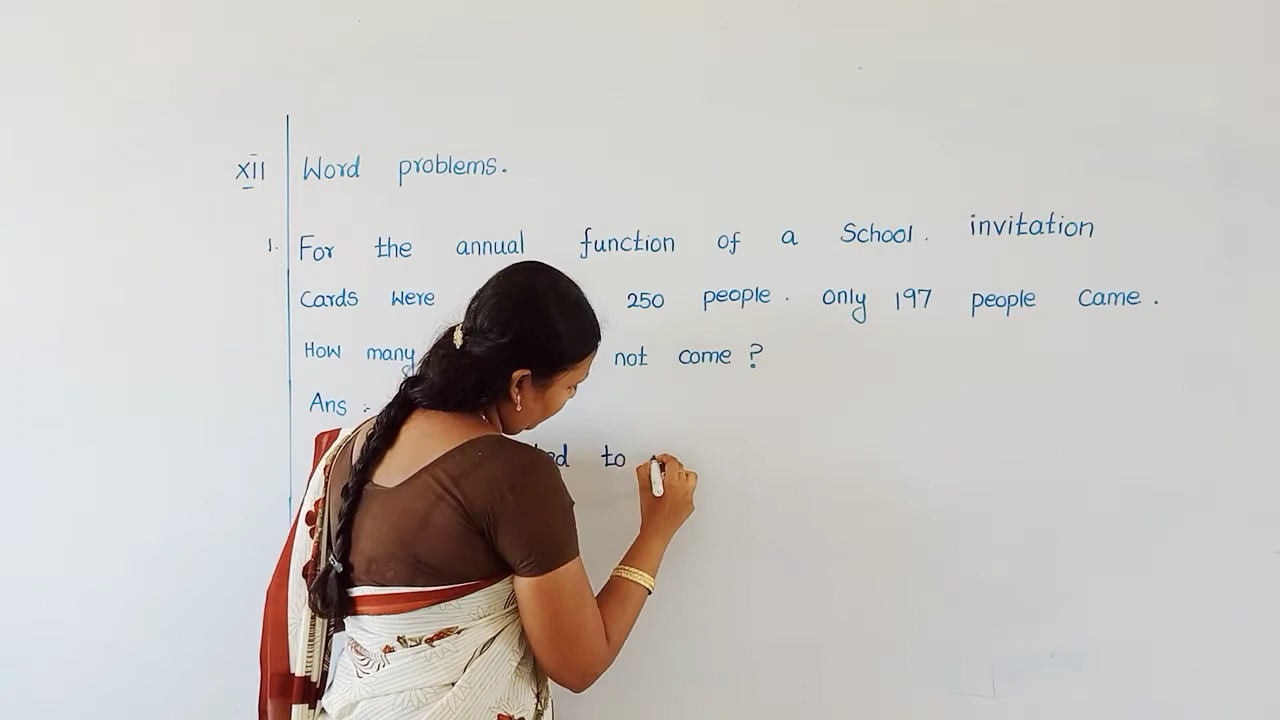 XII Word problems.
1. For the annual function of a School. invitation
Cards were 250 people. only 197 people came.
How many not come?
Ans :-
to